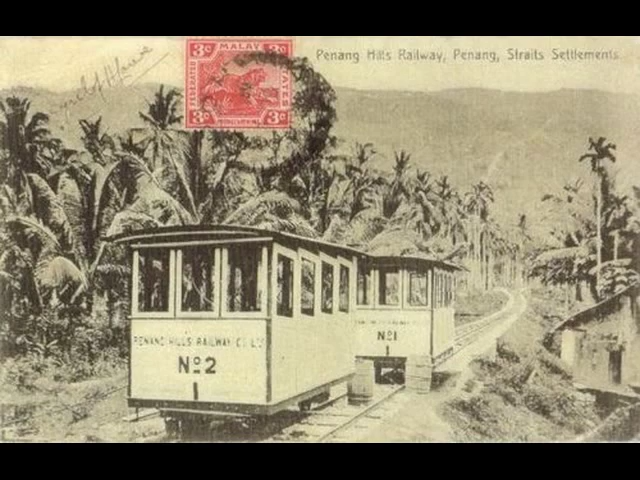 3c MALAY 3c
FEDERATED
STATES
3c 3c
Penang Hills Railway, Penang, Straits Settlements
PENANG HILLS RAILWAY Co LTD
No 2
No 1